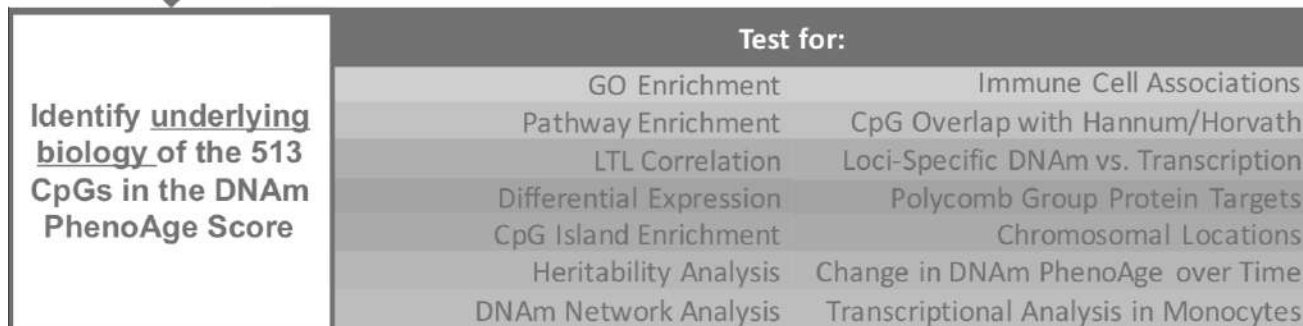 Identify underlying
biology of the 513
CpGs in the DNAm
PhenoAge Score
Test for:
GO Enrichment
Immune Cell Associations
Pathway Enrichment
CpG Overlap with Hannum/Horvath
LTL Correlation
Loci-Specific DNAm vs. Transcription
Differential Expression
Polycomb Group Protein Targets
CpG Island Enrichment
Chromosomal Locations
Heritability Analysis
Change in DNAm PhenoAge over Time
DNAm Network Analysis
Transcriptional Analysis in Monocytes